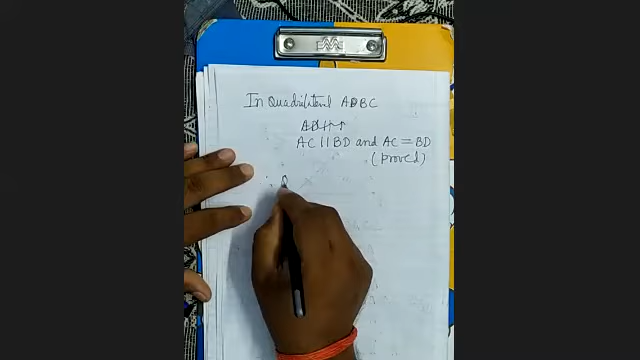 In Quadrilateral ADBC
AC || BD and AC = BD
(proved)